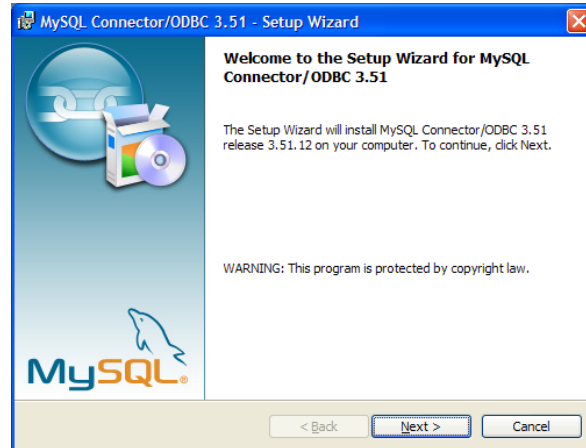 MySQL Connector/ODBC 3.51 - Setup Wizard
Welcome to the Setup Wizard for MySQL
Connector/ODBC 3.51
The Setup Wizard will install MySQL Connector/ODBC 3.51
release 3.51.12 on your computer. To continue, click Next.
WARNING: This program is protected by copyright law.
MySQL®
< Back Next > Cancel